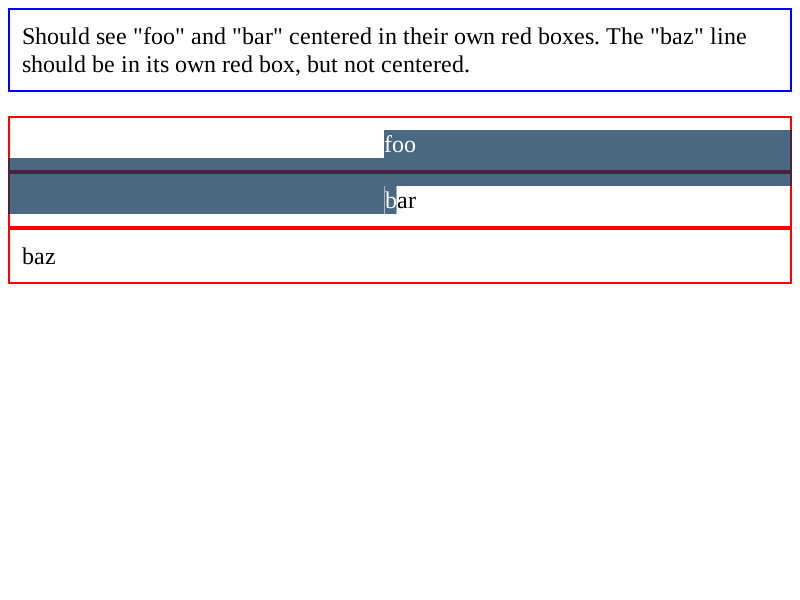 Should see "foo" and "bar" centered in their own red boxes. The "baz" line
should be in its own red box, but not centered.
foo
bar
baz